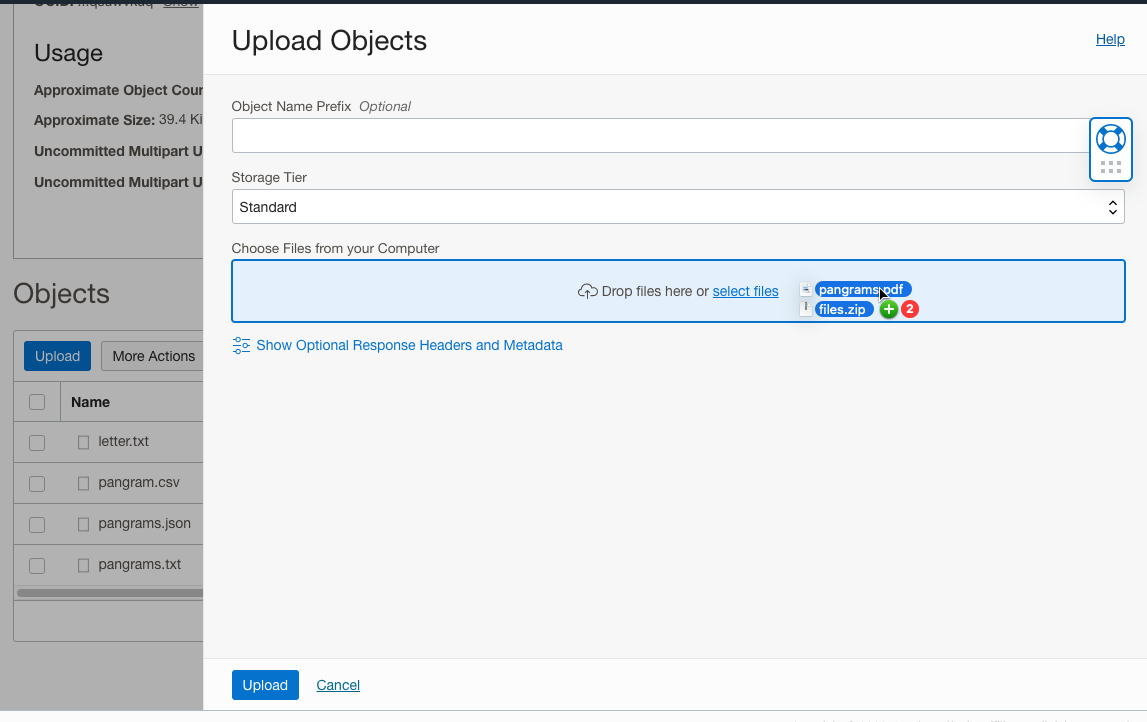 Show
Usage
Approximate Object Cour
Approximate Size: 39.4 Ki
Uncommitted Multipart U
Uncommitted Multipart U
Objects
Upload
More Actions
Name
letter.txt
pangram.csv
pangrams.json
pangrams.txt
Upload Objects
Help
Object Name Prefix Optional
Storage Tier
Standard
Choose Files from your Computer
Drop files here or select files
pangrams.pdf
files.zip 2
Show Optional Response Headers and Metadata
Upload
Cancel